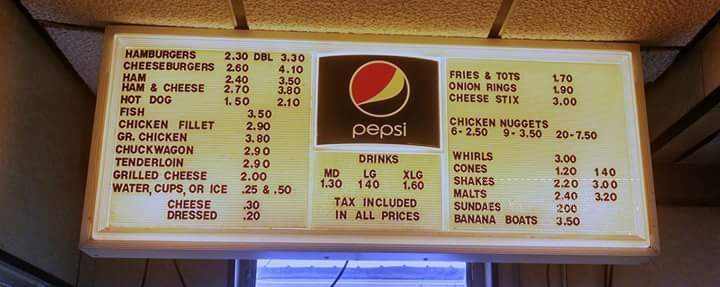 HAMBURGERS 2.30 DBL 3.30
CHEESEBURGERS 2.60 4.10
HAM 2.40 3.50
HAM & CHEESE 2.70 3.80
HOT DOG 1.50 2.10
FISH 3.50
CHICKEN FILLET 2.90
GR. CHICKEN 3.80
CHUCKWAGON 2.90
TENDERLOIN 2.90
GRILLED CHEESE 2.00
WATER, CUPS, OR ICE .25 & .50
CHEESE .30
DRESSED .20
pepsi
DRINKS
MD LG XLG
1.30 1 40 1.60
TAX INCLUDED
IN ALL PRICES
FRIES & TOTS 1.70
ONION RINGS 1.90
CHEESE STIX 3.00
CHICKEN NUGGETS
6 - 2.50 9 - 3.50 20 - 7.50
WHIRLS 3.00
CONES 1.20 1 40
SHAKES 2.20 3.00
MALTS 2.40 3.20
SUNDAES 200
BANANA BOATS 3.50